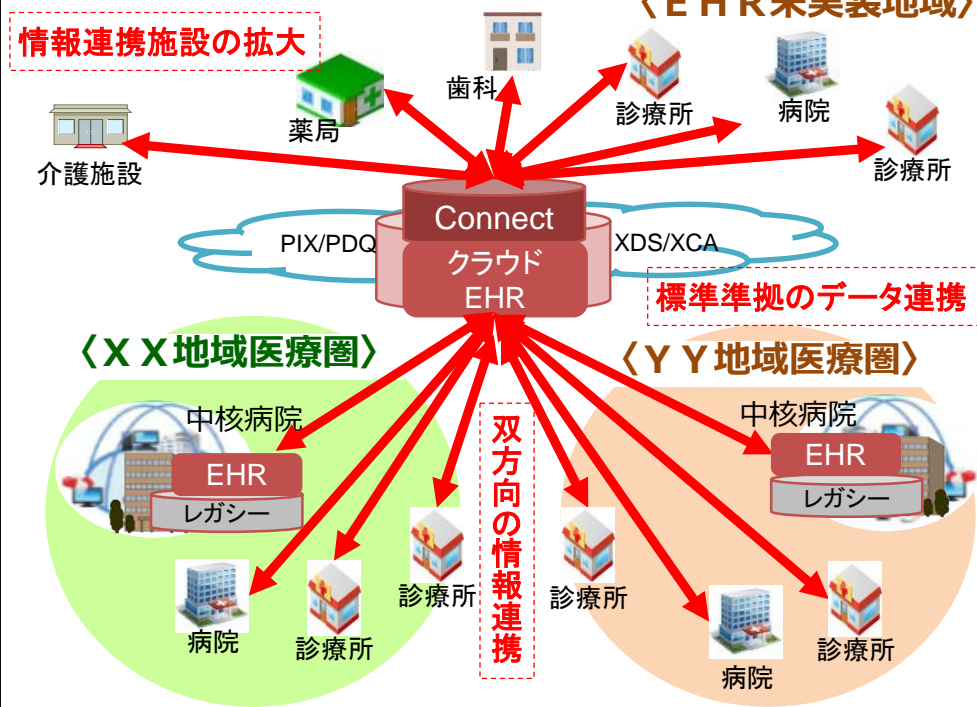 〈ＥＨＲ未実装地域〉
情報連携施設の拡大
歯科
診療所
病院
薬局
介護施設
診療所
Connect
PIX/PDQ
XDS/XCA
クラウド
EHR
標準準拠のデータ連携
〈ＸＸ地域医療圏〉
〈ＹＹ地域医療圏〉
中核病院
EHR
レガシー
双方向の情報連携
中核病院
EHR
レガシー
診療所
診療所
病院
診療所
病院
診療所